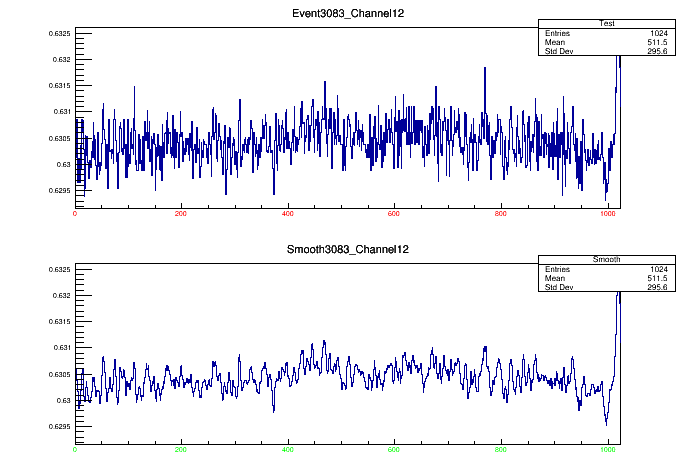 Event3083_Channel12
Test
Entries 1024
Mean 511.5
Std Dev 295.6
0.6325
0.632
0.6315
0.631
0.6305
0.63
0.6295
0 200 400 600 800 1000
Smooth3083_Channel12
Smooth
Entries 1024
Mean 511.5
Std Dev 295.6
0.6325
0.632
0.6315
0.631
0.6305
0.63
0.6295
0 200 400 600 800 1000